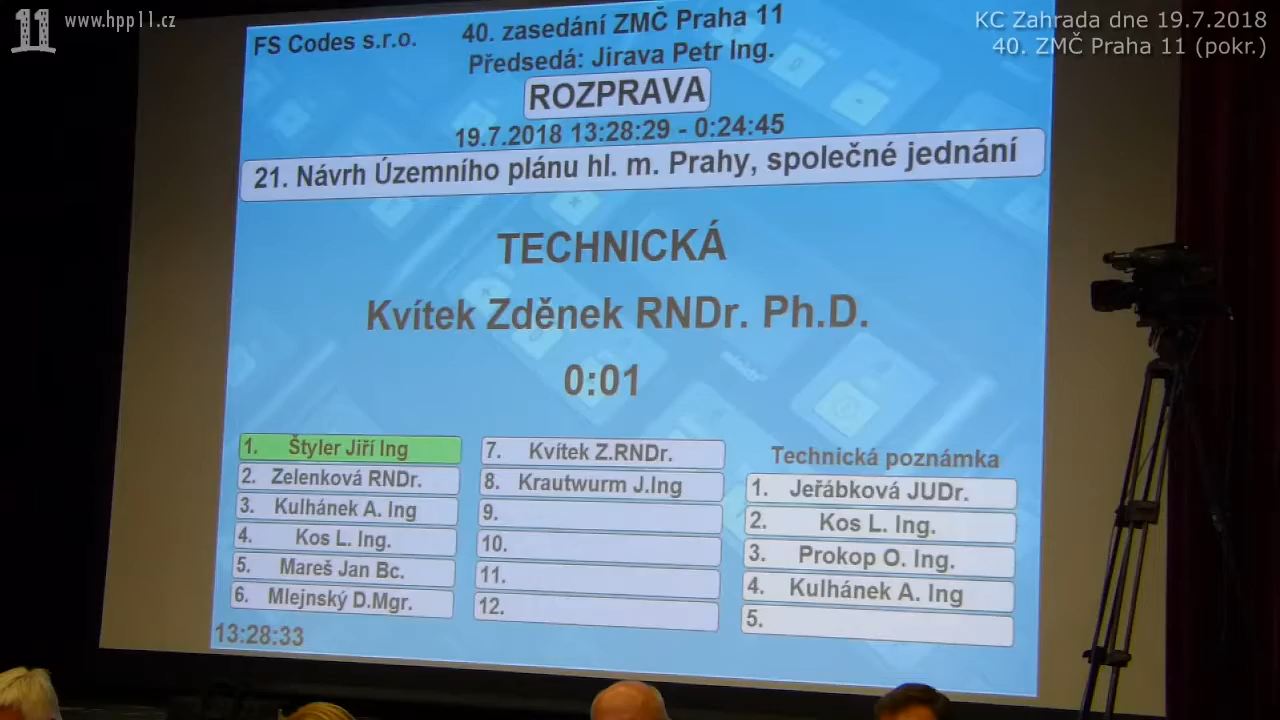 11 www.hpp11.cz
KC Zahrada dne 19.7.2018
40. ZMČ Praha 11 (pokr.)
FS Codes s.r.o.
40. zasedání ZMČ Praha 11
Předsedá: Jirava Petr Ing.
ROZPRAVA
19.7.2018 13:28:29 - 0:24:45
21. Návrh Územního plánu hl. m. Prahy, společné jednání
TECHNICKÁ
Kvítek Zděnek RNDr. Ph.D.
0:01
1. Štyler Jiří Ing
2. Zelenková RNDr.
3. Kulhánek A. Ing
4. Kos L. Ing.
5. Mareš Jan Bc.
6. Mlejnský D.Mgr.
7. Kvítek Z.RNDr.
8. Krautwurm J.Ing
9.
10.
11.
12.
Technická poznámka
1. Jeřábková JUDr.
2. Kos L. Ing.
3. Prokop O. Ing.
4. Kulhánek A. Ing
5.
13:28:33